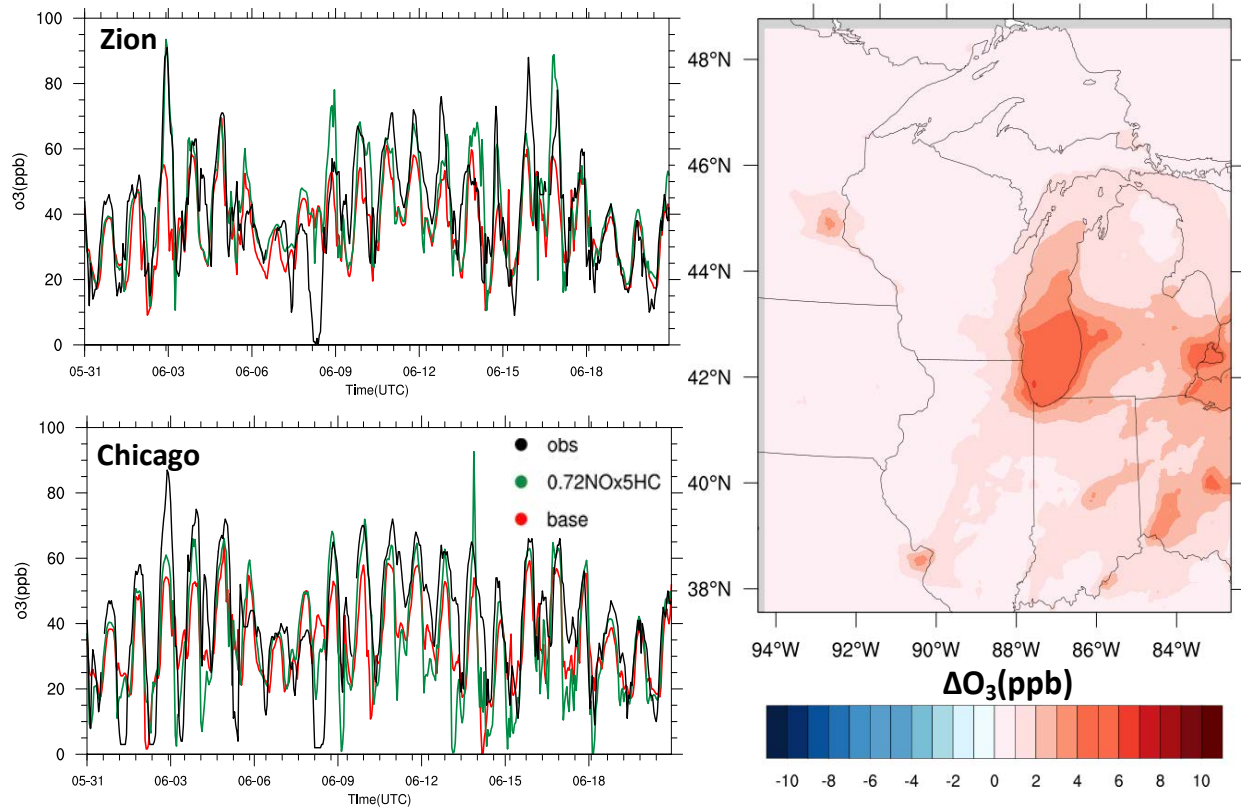 Zion
100
80
60
40
20
0
o3(ppb)
05-31 06-03 06-06 06-09 06-12 06-15 06-18
Time(UTC)
Chicago
obs
0.72NOx5HC
base
100
80
60
40
20
0
o3(ppb)
05-31 06-03 06-06 06-09 06-12 06-15 06-18
Time(UTC)
48°N
46°N
44°N
42°N
40°N
38°N
94°W 92°W 90°W 88°W 86°W 84°W
ΔO₃(ppb)
-10 -8 -6 -4 -2 0 2 4 6 8 10